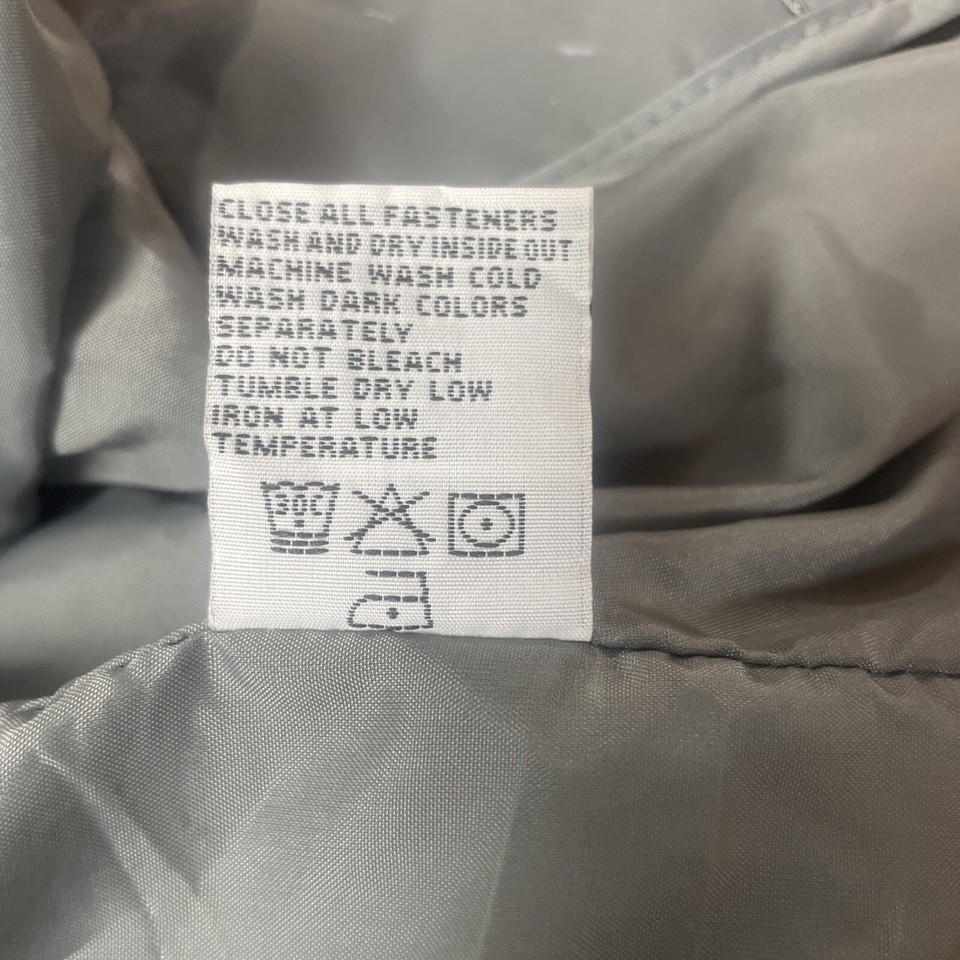 CLOSE ALL FASTENERS
WASH AND DRY INSIDE OUT
MACHINE WASH COLD
WASH DARK COLORS
SEPARATELY
DO NOT BLEACH
TUMBLE DRY LOW
IRON AT LOW
TEMPERATURE
30C